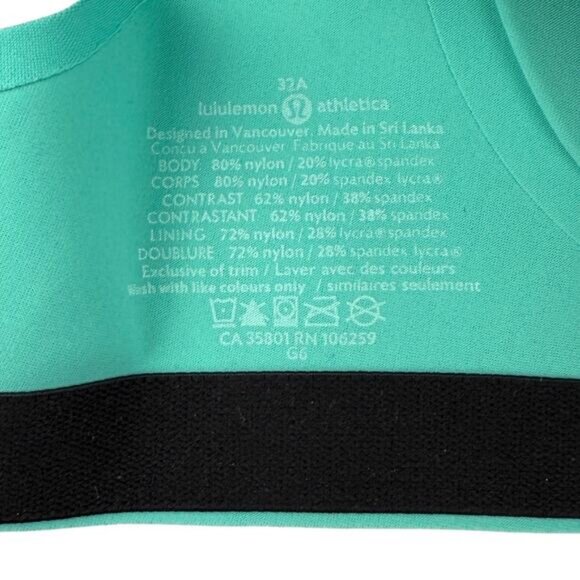 32A
lululemon athletica
Designed in Vancouver. Made in Sri Lanka
Concu a Vancouver Fabrique au Sri Lanka
BODY 80% nylon / 20% lycra® spandex
CORPS 80% nylon / 20% spandex lycra®
CONTRAST 62% nylon / 38% spandex
CONTRASTANT 62% nylon / 38% spandex
LINING 72% nylon / 28% lycra® spandex
DOUBLURE 72% nylon / 28% spandex lycra®
Exclusive of trim / Laver avec des couleurs
Wash with like colours only / similaires seulement
CA 35801 RN 106259
G6